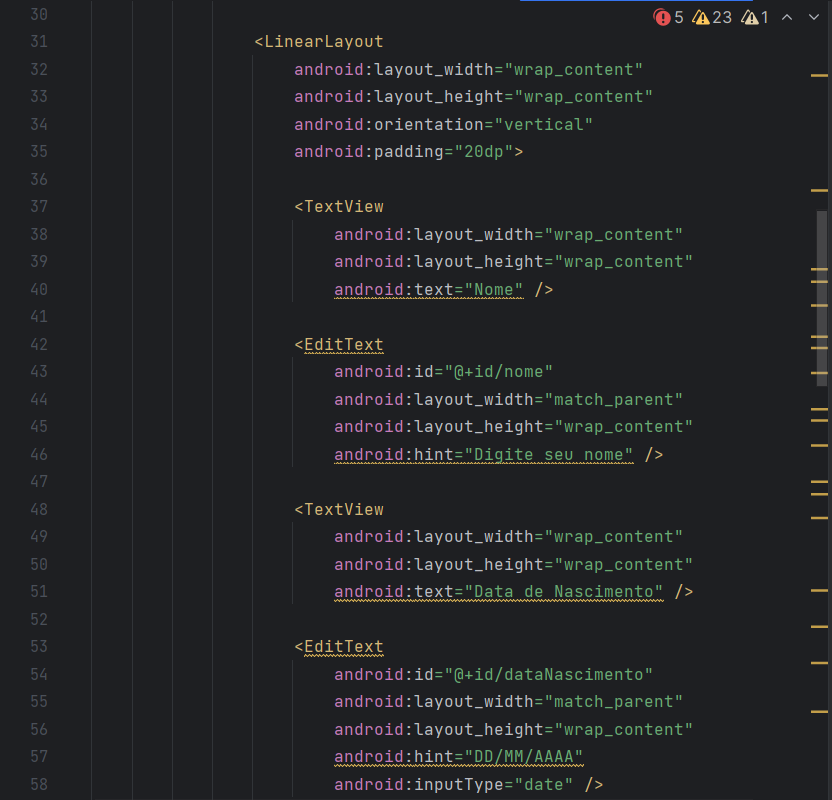 5 23 1
30
31 <LinearLayout
32 android:layout_width="wrap_content"
33 android:layout_height="wrap_content"
34 android:orientation="vertical"
35 android:padding="20dp">
36
37 <TextView
38 android:layout_width="wrap_content"
39 android:layout_height="wrap_content"
40 android:text="Nome" />
41
42 <EditText
43 android:id="@+id/nome"
44 android:layout_width="match_parent"
45 android:layout_height="wrap_content"
46 android:hint="Digite seu nome" />
47
48 <TextView
49 android:layout_width="wrap_content"
50 android:layout_height="wrap_content"
51 android:text="Data de Nascimento" />
52
53 <EditText
54 android:id="@+id/dataNascimento"
55 android:layout_width="match_parent"
56 android:layout_height="wrap_content"
57 android:hint="DD/MM/AAAA"
58 android:inputType="date" />